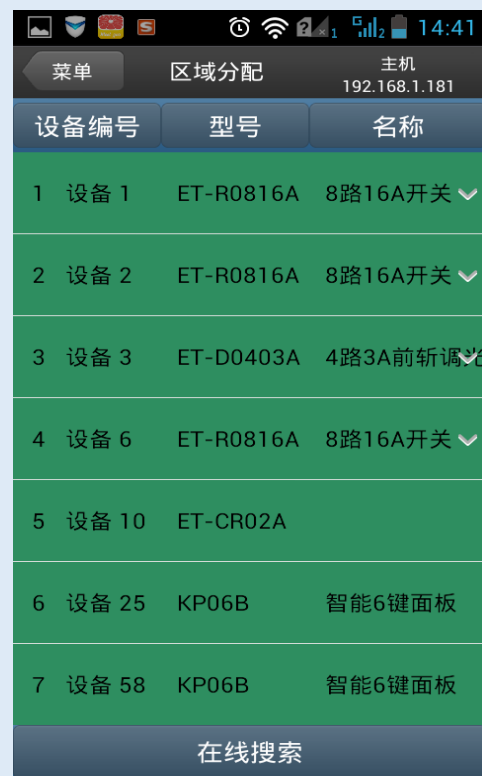 14:41
菜单 区域分配 主机
192.168.1.181
设备编号 型号 名称
1 设备 1 ET-R0816A 8路16A开关
2 设备 2 ET-R0816A 8路16A开关
3 设备 3 ET-D0403A 4路3A前斩调光
4 设备 6 ET-R0816A 8路16A开关
5 设备 10 ET-CR02A
6 设备 25 KP06B 智能6键面板
7 设备 58 KP06B 智能6键面板
在线搜索